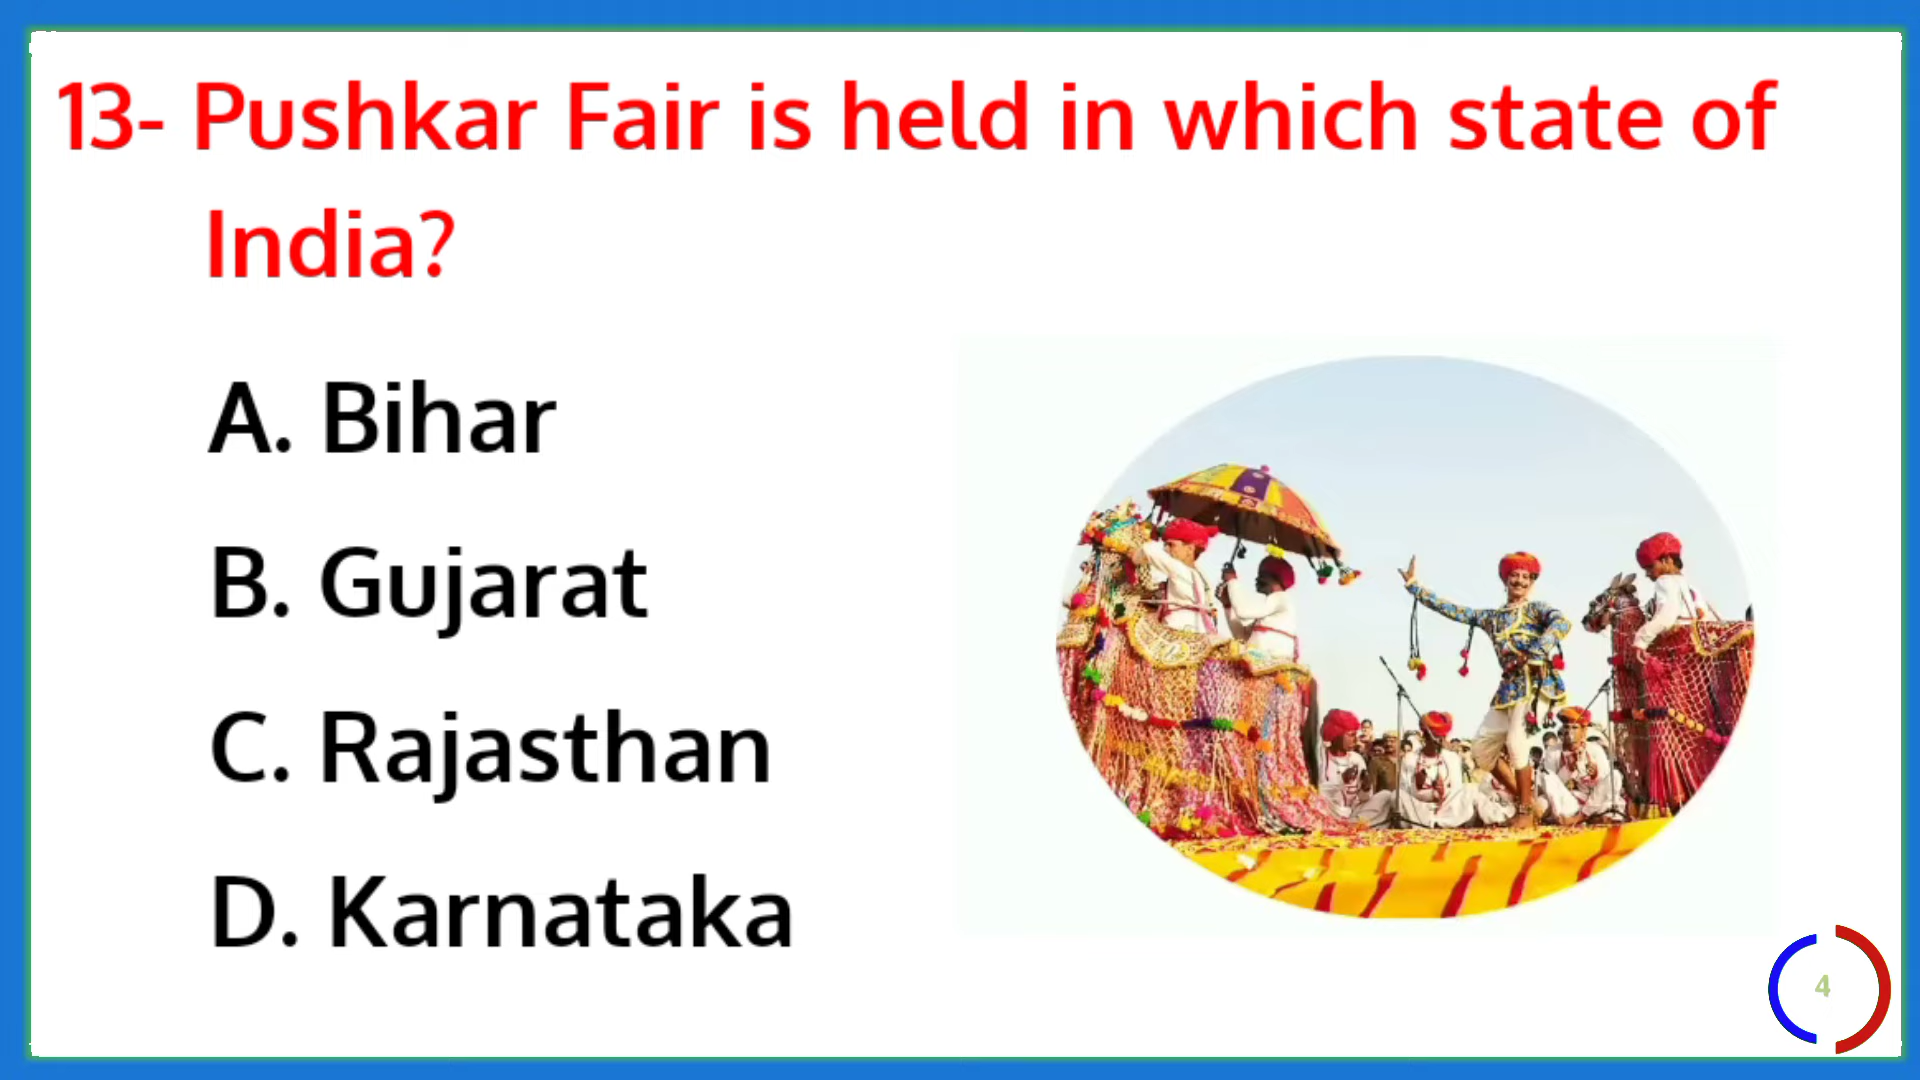 13- Pushkar Fair is held in which state of
India?
A. Bihar
B. Gujarat
C. Rajasthan
D. Karnataka
4